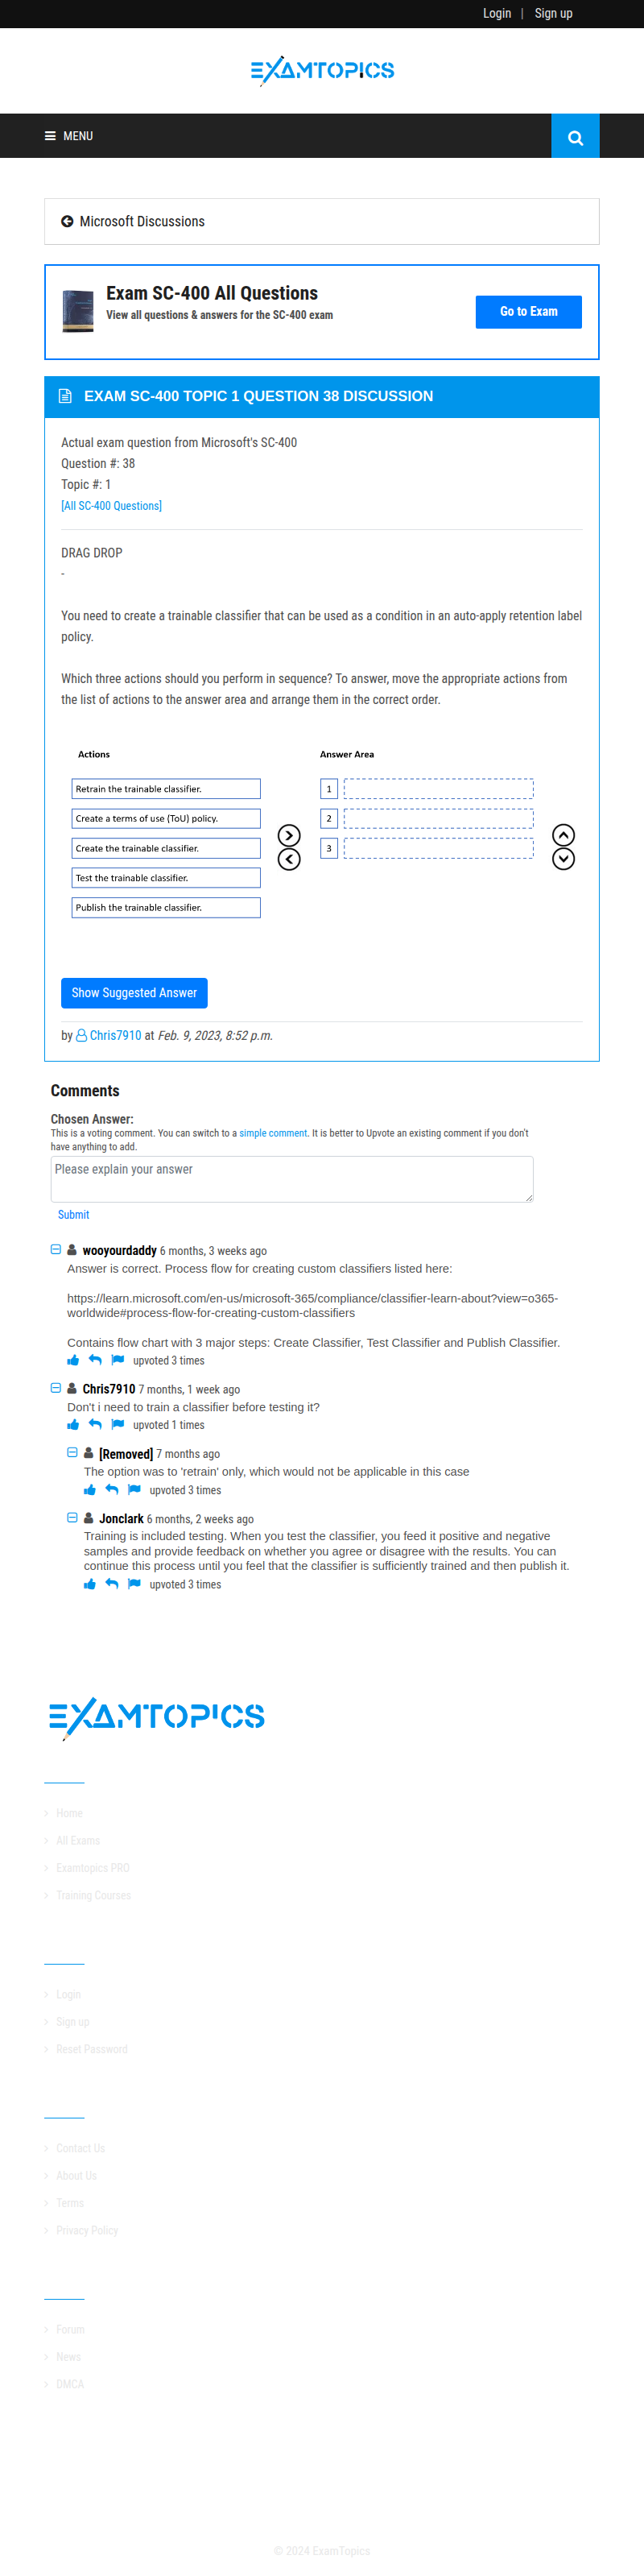 Login | Sign up
EXAMTOPICS
MENU
Microsoft Discussions
Exam SC-400 All Questions
View all questions & answers for the SC-400 exam
Go to Exam
EXAM SC-400 TOPIC 1 QUESTION 38 DISCUSSION
Actual exam question from Microsoft's SC-400
Question #: 38
Topic #: 1
[All SC-400 Questions]
DRAG DROP
-
You need to create a trainable classifier that can be used as a condition in an auto-apply retention label
policy.
Which three actions should you perform in sequence? To answer, move the appropriate actions from
the list of actions to the answer area and arrange them in the correct order.
Actions
Answer Area
Retrain the trainable classifier.
1
Create a terms of use (ToU) policy.
2
Create the trainable classifier.
3
Test the trainable classifier.
Publish the trainable classifier.
Show Suggested Answer
by Chris7910 at Feb. 9, 2023, 8:52 p.m.
Comments
Chosen Answer:
This is a voting comment. You can switch to a simple comment. It is better to Upvote an existing comment if you don't
have anything to add.
Please explain your answer
Submit
wooyourdaddy 6 months, 3 weeks ago
Answer is correct. Process flow for creating custom classifiers listed here:
https://learn.microsoft.com/en-us/microsoft-365/compliance/classifier-learn-about?view=o365-
worldwide#process-flow-for-creating-custom-classifiers
Contains flow chart with 3 major steps: Create Classifier, Test Classifier and Publish Classifier.
upvoted 3 times
Chris7910 7 months, 1 week ago
Don't i need to train a classifier before testing it?
upvoted 1 times
[Removed] 7 months ago
The option was to 'retrain' only, which would not be applicable in this case
upvoted 3 times
Jonclark 6 months, 2 weeks ago
Training is included testing. When you test the classifier, you feed it positive and negative
samples and provide feedback on whether you agree or disagree with the results. You can
continue this process until you feel that the classifier is sufficiently trained and then publish it.
upvoted 3 times
EXAMTOPICS
Home
All Exams
Examtopics PRO
Training Courses
Login
Sign up
Reset Password
Contact Us
About Us
Terms
Privacy Policy
Forum
News
DMCA
© 2024 ExamTopics